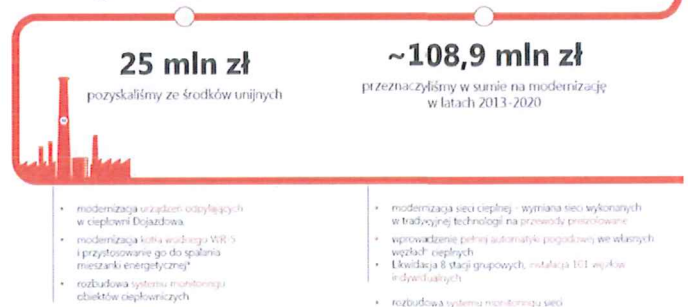 25 mln zł
pozyskaliśmy ze środków unijnych
~108,9 mln zł
przeznaczyliśmy w sumie na modernizację
w latach 2013-2020
• modernizacja urządzeń odpylających
w ciepłowni Dojazdowa
• modernizacja kotła wodnego WR-5
i przystosowanie go do spalania
mieszanki energetycznej*
• rozbudowa systemu monitoringu
obiektów ciepłowniczych
• modernizacja sieci cieplnej - wymiana sieci wykonanych
w tradycyjnej technologii na przewody preizolowane
• wprowadzenie pełnej automatyki pogodowej we własnych
węzłach cieplnych
• Likwidacja 8 stacji grupowych, instalacja 101 węzłów
indywidualnych
• rozbudowa systemu monitoringu sieci